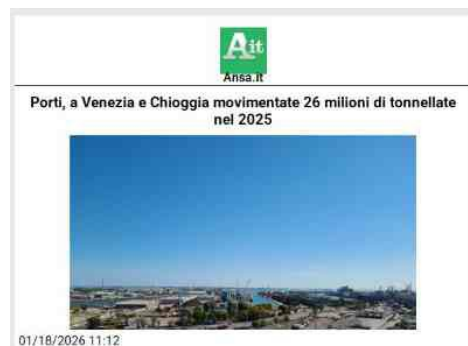 Ait
Ansa.it
Porti, a Venezia e Chioggia movimentate 26 milioni di tonnellate
nel 2025
01/18/2026 11:12